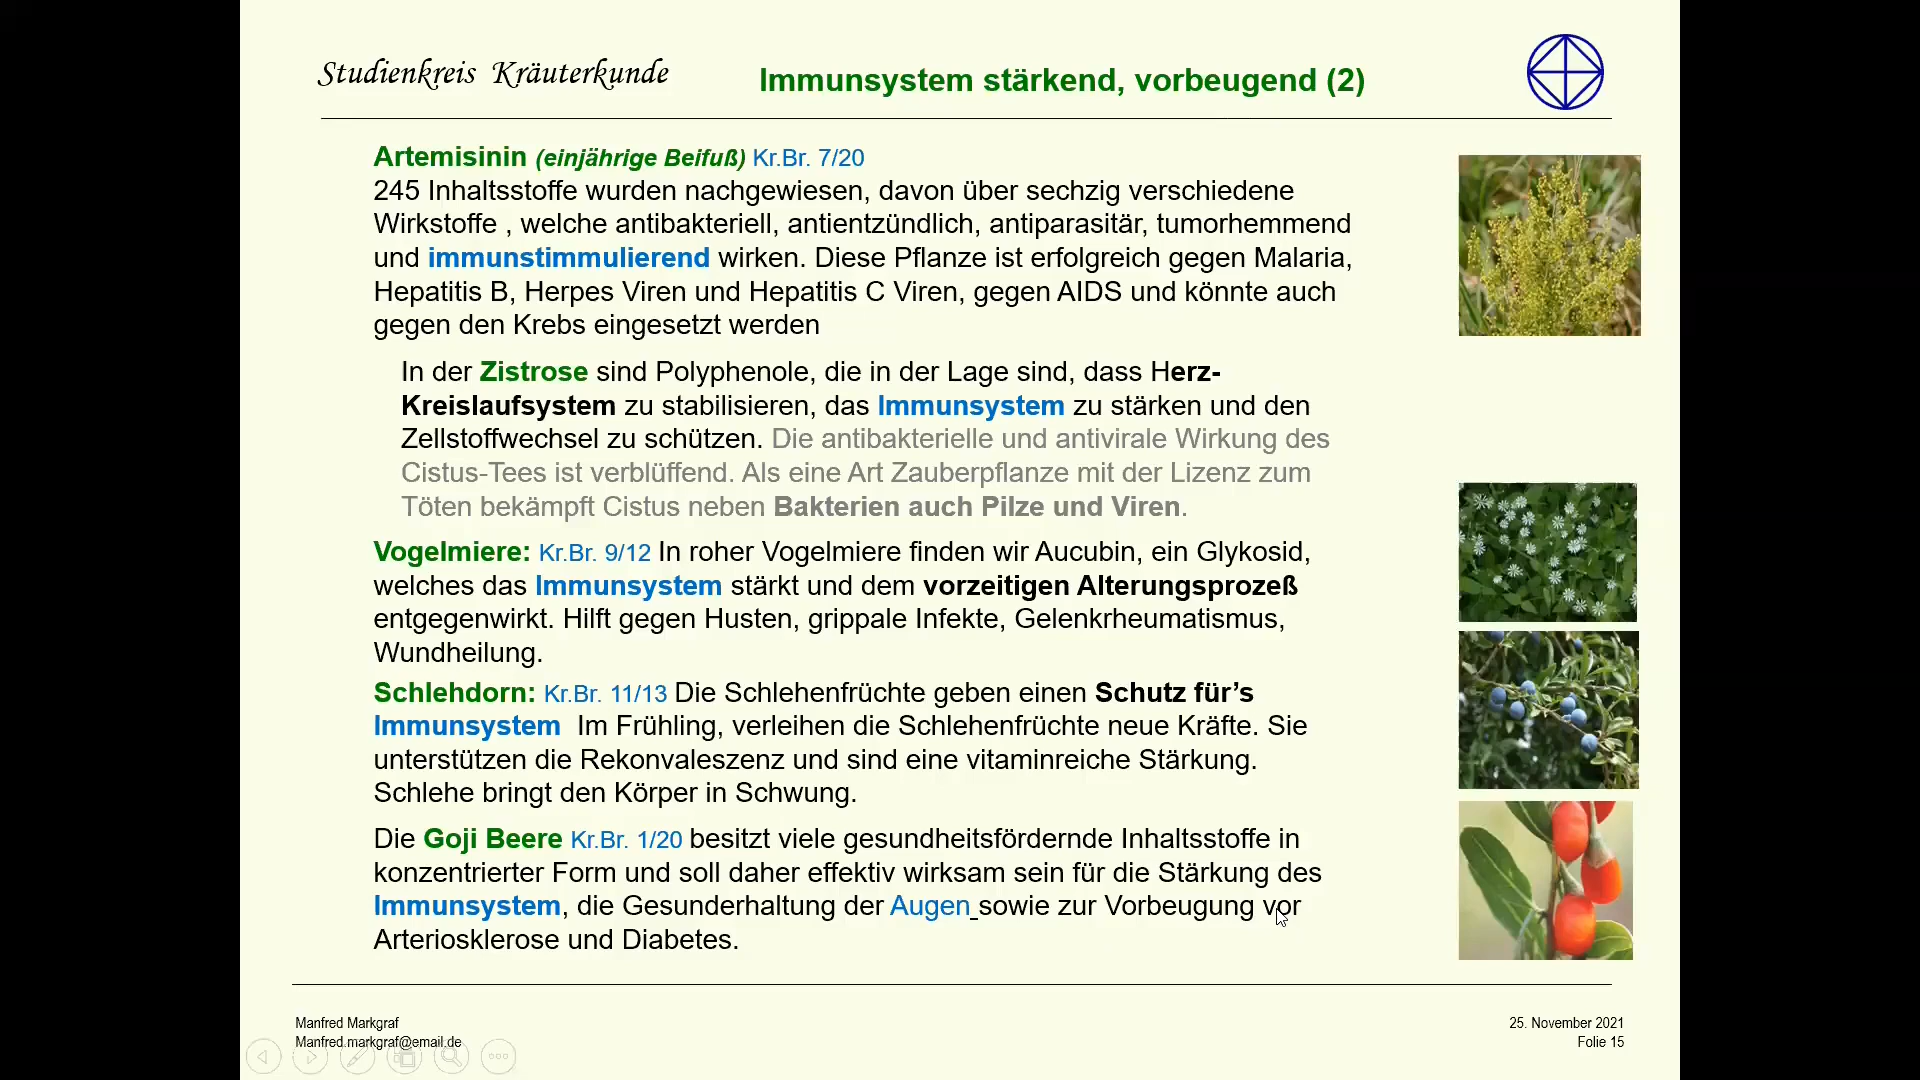 Studienkreis Kräuterkunde
Immunsystem stärkend, vorbeugend (2)
Artemisinin (einjährige Beifuß) Kr.Br. 7/20
245 Inhaltsstoffe wurden nachgewiesen, davon über sechzig verschiedene
Wirkstoffe , welche antibakteriell, antientzündlich, antiparasitär, tumorhemmend
und immunstimmulierend wirken. Diese Pflanze ist erfolgreich gegen Malaria,
Hepatitis B, Herpes Viren und Hepatitis C Viren, gegen AIDS und könnte auch
gegen den Krebs eingesetzt werden
In der Zistrose sind Polyphenole, die in der Lage sind, dass Herz-
Kreislaufsystem zu stabilisieren, das Immunsystem zu stärken und den
Zellstoffwechsel zu schützen. Die antibakterielle und antivirale Wirkung des
Cistus-Tees ist verblüffend. Als eine Art Zauberpflanze mit der Lizenz zum
Töten bekämpft Cistus neben Bakterien auch Pilze und Viren.
Vogelmiere: Kr.Br. 9/12 In roher Vogelmiere finden wir Aucubin, ein Glykosid,
welches das Immunsystem stärkt und dem vorzeitigen Alterungsprozeß
entgegenwirkt. Hilft gegen Husten, grippale Infekte, Gelenkrheumatismus,
Wundheilung.
Schlehdorn: Kr.Br. 11/13 Die Schlehenfrüchte geben einen Schutz für’s
Immunsystem Im Frühling, verleihen die Schlehenfrüchte neue Kräfte. Sie
unterstützen die Rekonvaleszenz und sind eine vitaminreiche Stärkung.
Schlehe bringt den Körper in Schwung.
Die Goji Beere Kr.Br. 1/20 besitzt viele gesundheitsfördernde Inhaltsstoffe in
konzentrierter Form und soll daher effektiv wirksam sein für die Stärkung des
Immunsystem, die Gesunderhaltung der Augen sowie zur Vorbeugung vor
Arteriosklerose und Diabetes.
Manfred Markgraf
Manfred.markgraf@email.de
25. November 2021
Folie 15